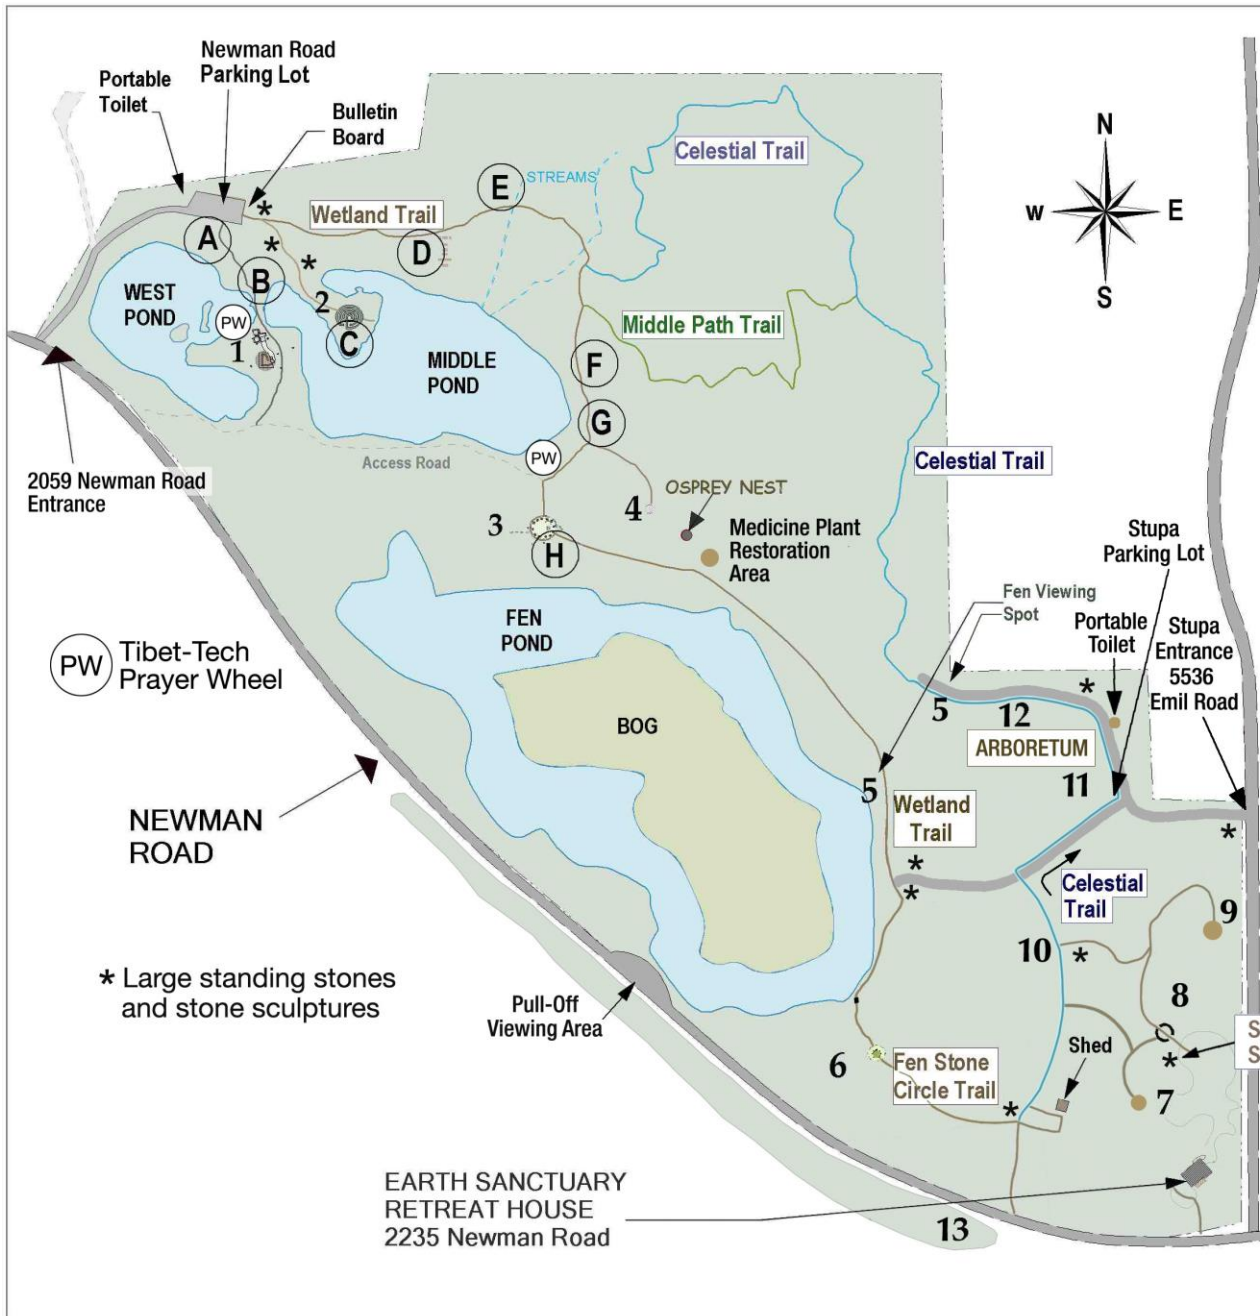 Newman Road
Parking Lot
Portable
Toilet
Bulletin
Board
Celestial Trail
N
W
E
S
E
STREAMS
Wetland Trail
A
D
B
WEST
POND
2
PW
1
C
MIDDLE
POND
Middle Path Trail
F
G
2059 Newman Road
Entrance
Access Road
PW
Celestial Trail
OSPREY NEST
4
3
H
Medicine Plant
Restoration
Area
Stupa
Parking Lot
Fen Viewing
Spot
Portable
Toilet
Stupa
Entrance
5536
Emil Road
FEN
POND
PW
Tibet-Tech
Prayer Wheel
BOG
*
*
*
*
5
12
ARBORETUM
11
5
NEWMAN
ROAD
Wetland
Trail
*
*
*
Celestial
Trail
9
10
*
* Large standing stones
and stone sculptures
Pull-Off
Viewing Area
8
*
S
S
6
Fen Stone
Circle Trail
Shed
*
7
EARTH SANCTUARY
RETREAT HOUSE
2235 Newman Road
13